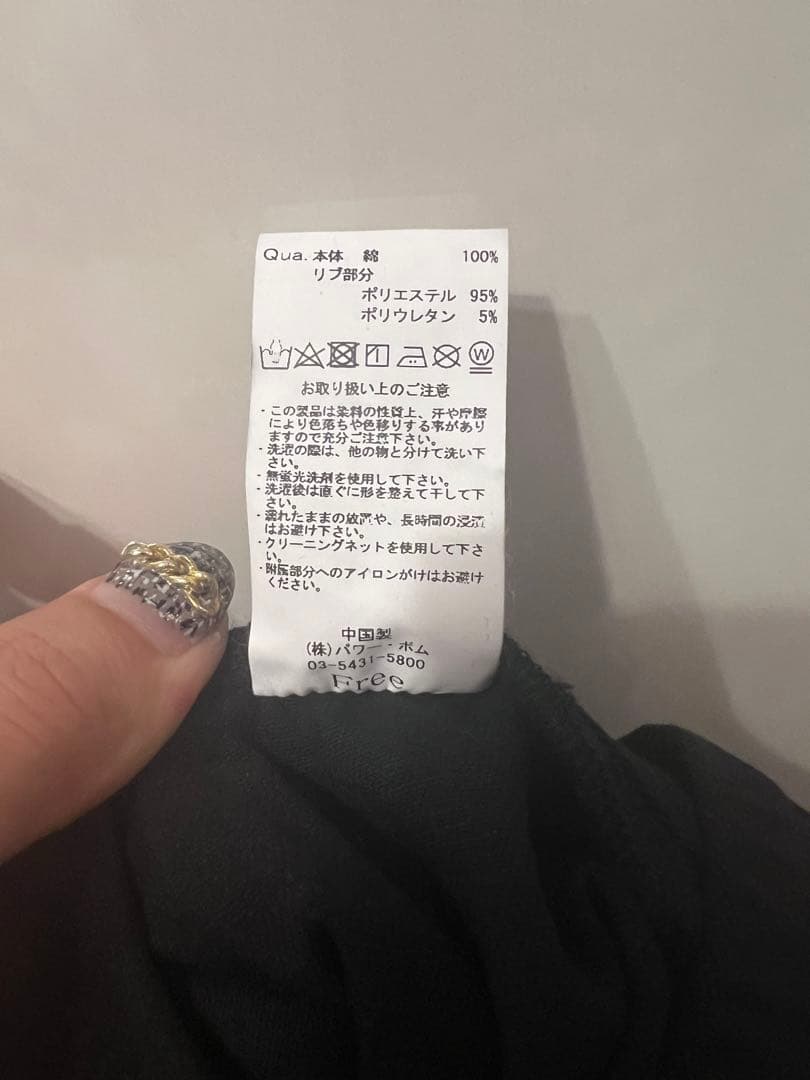 Qua. 本体 綿 100%
リブ部分
ポリエステル 95%
ポリウレタン 5%
W
お取り扱い上のご注意
・この製品は染料の性質上、汗や摩擦
により色落ちや色移りする事があり
ますので充分ご注意下さい。
・洗濯の際は、他の物と分けて洗い下
さい。
・無蛍光洗剤を使用して下さい。
・洗濯後は直ぐに形を整えて干して下
さい。
・濡れたままの放置や、長時間の浸漬
はお避け下さい。
・クリーニングネットを使用して下さ
い。
・附属部分へのアイロンがけはお避け
ください。
中国製
(株)パワー・ボム
03-5431-5800
Free